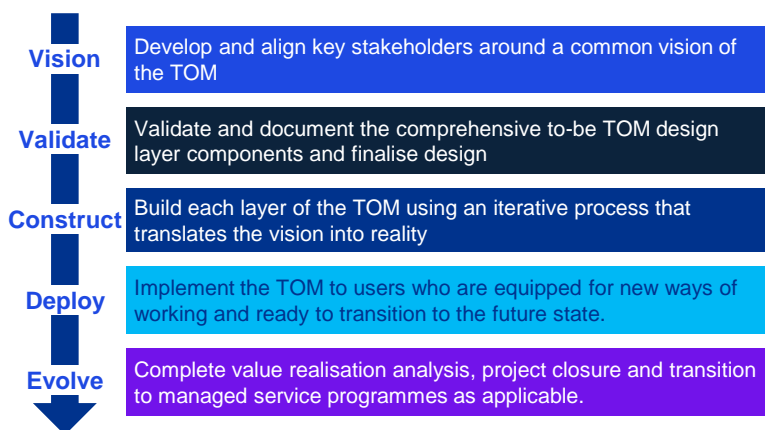 Vision
Develop and align key stakeholders around a common vision of
the TOM
Validate
Validate and document the comprehensive to-be TOM design
layer components and finalise design
Construct
Build each layer of the TOM using an iterative process that
translates the vision into reality
Deploy
Implement the TOM to users who are equipped for new ways of
working and ready to transition to the future state.
Evolve
Complete value realisation analysis, project closure and transition
to managed service programmes as applicable.